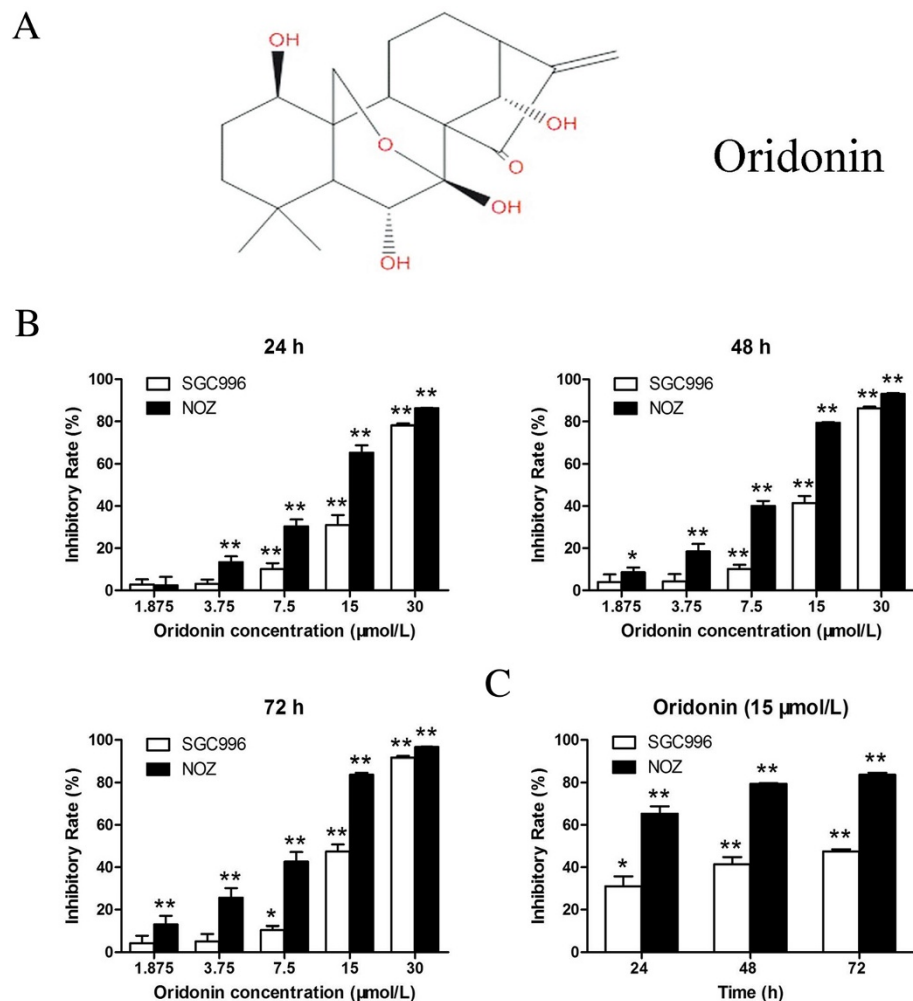 A
OH
O
OH
O
OH
OH
Oridonin
B
24 h
SGC996
NOZ
Inhibitory Rate (%)
100
80
60
40
20
0
** ** ** ** ** ** **
1.875 3.75 7.5 15 30
Oridonin concentration (µmol/L)
48 h
SGC996
NOZ
Inhibitory Rate (%)
100
80
60
40
20
0
* ** ** ** ** ** ** **
1.875 3.75 7.5 15 30
Oridonin concentration (µmol/L)
72 h
SGC996
NOZ
Inhibitory Rate (%)
100
80
60
40
20
0
** ** * ** ** ** ** **
1.875 3.75 7.5 15 30
Oridonin concentration (µmol/L)
C
Oridonin (15 µmol/L)
SGC996
NOZ
Inhibitory Rate (%)
100
80
60
40
20
0
* ** ** ** ** **
24 48 72
Time (h)